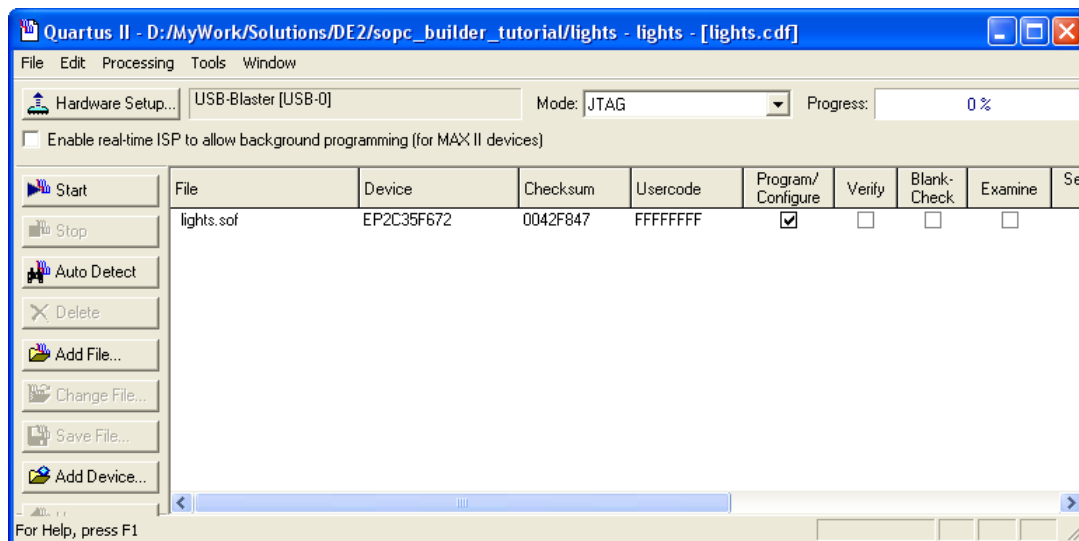 Quartus II - D:/MyWork/Solutions/DE2/sopc_builder_tutorial/lights - lights - [lights.cdf]
File Edit Processing Tools Window
Hardware Setup... USB-Blaster [USB-0] Mode: JTAG Progress: 0 %
Enable real-time ISP to allow background programming (for MAX II devices)
Start
Stop
Auto Detect
Delete
Add File...
Change File...
Save File...
Add Device...
File Device Checksum Usercode Program/ Configure Verify Blank- Check Examine Se
lights.sof EP2C35F672 0042F847 FFFFFFFF
For Help, press F1